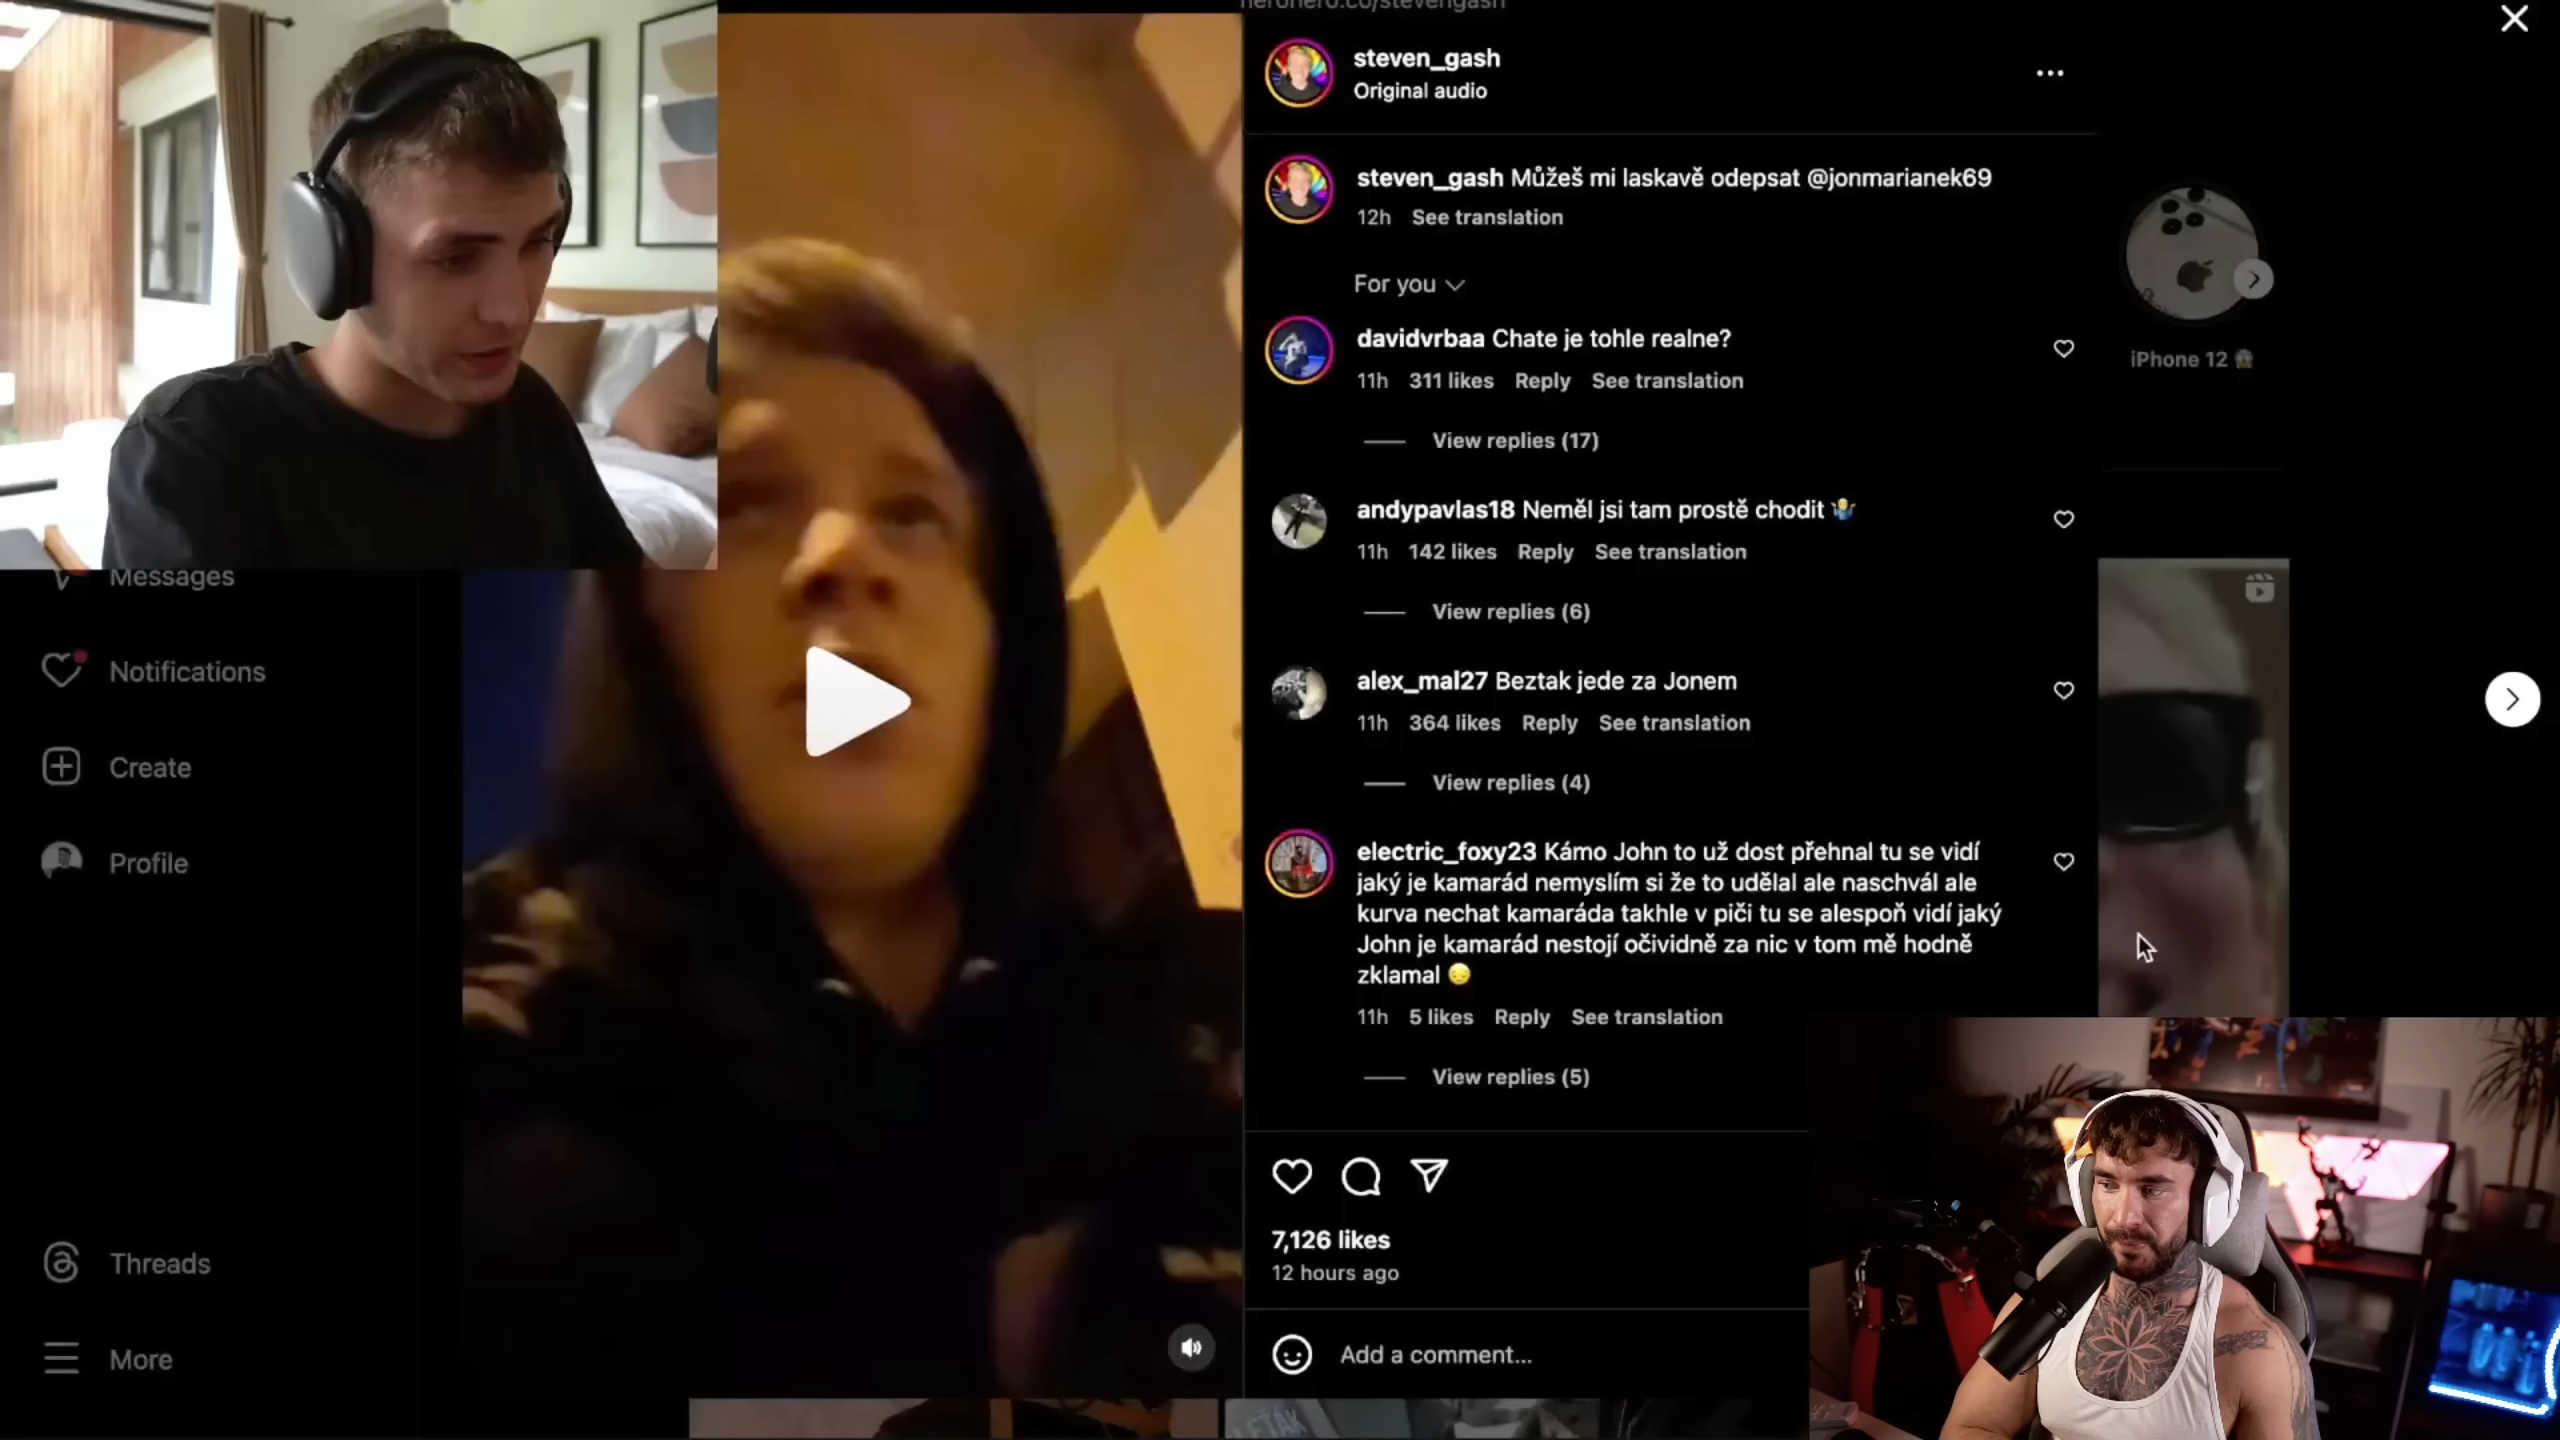 herohero.co/stevengash
steven_gash
Original audio
steven_gash Můžeš mi laskavě odepsat @jonmarianek69
12h See translation
For you
davidvrbaa Chate je tohle realne?
11h 311 likes Reply See translation
View replies (17)
andypavlas18 Neměl jsi tam prostě chodit 🤷
11h 142 likes Reply See translation
View replies (6)
alex_mal27 Beztak jede za Jonem
11h 364 likes Reply See translation
View replies (4)
electric_foxy23 Kámo John to už dost přehnal tu se vidí
jaký je kamarád nemyslím si že to udělal ale naschvál ale
kurva nechat kamaráda takhle v piči tu se alespoň vidí jaký
John je kamarád nestojí očividně za nic v tom mě hodně
zklamal 😔
11h 5 likes Reply See translation
View replies (5)
7,126 likes
12 hours ago
Add a comment...
iPhone 12 😱
Messages
Notifications
Create
Profile
Threads
More